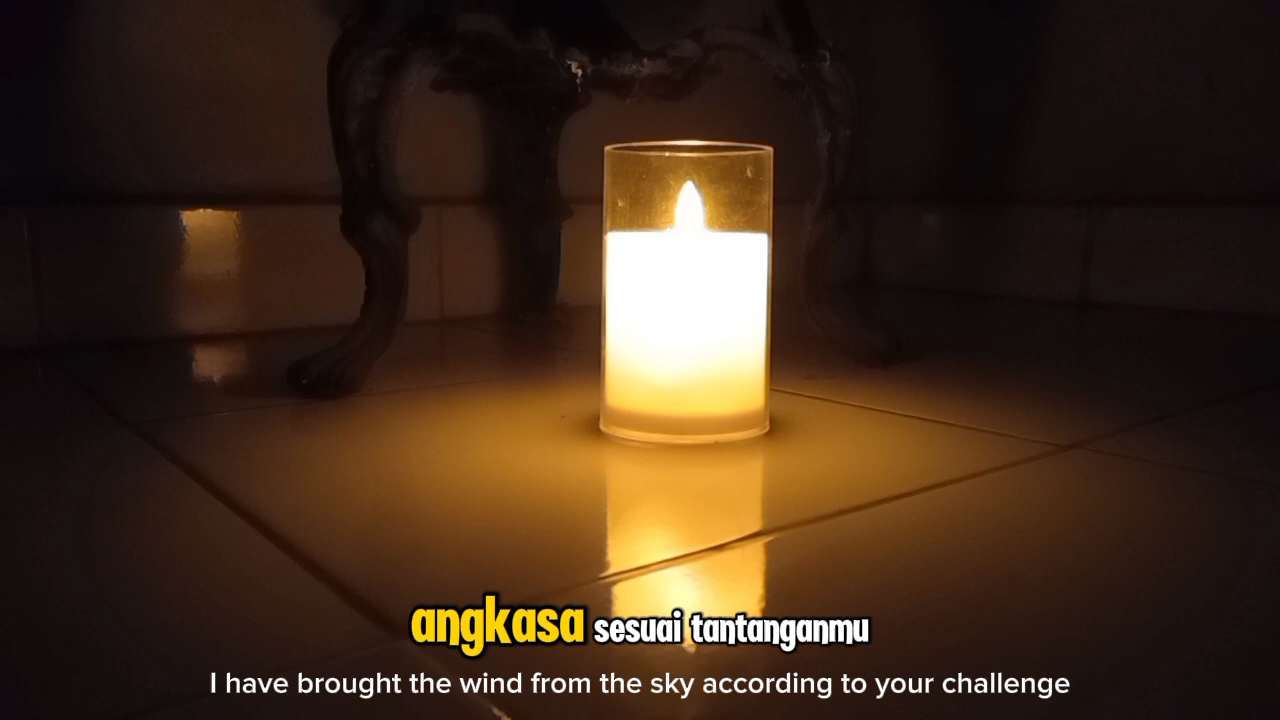 angkasa sesuai tantanganmu
I have brought the wind from the sky according to your challenge